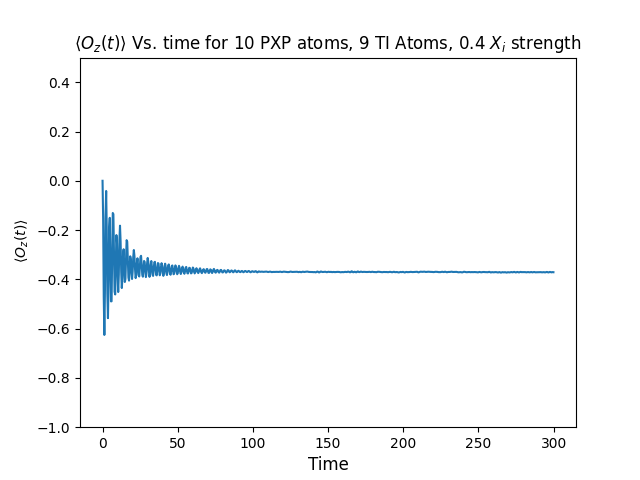 ⟨O_z(t)⟩ Vs. time for 10 PXP atoms, 9 TI Atoms, 0.4 X_i strength
0.4
0.2
0.0
−0.2
−0.4
−0.6
−0.8
−1.0
⟨O_z(t)⟩
0 50 100 150 200 250 300
Time